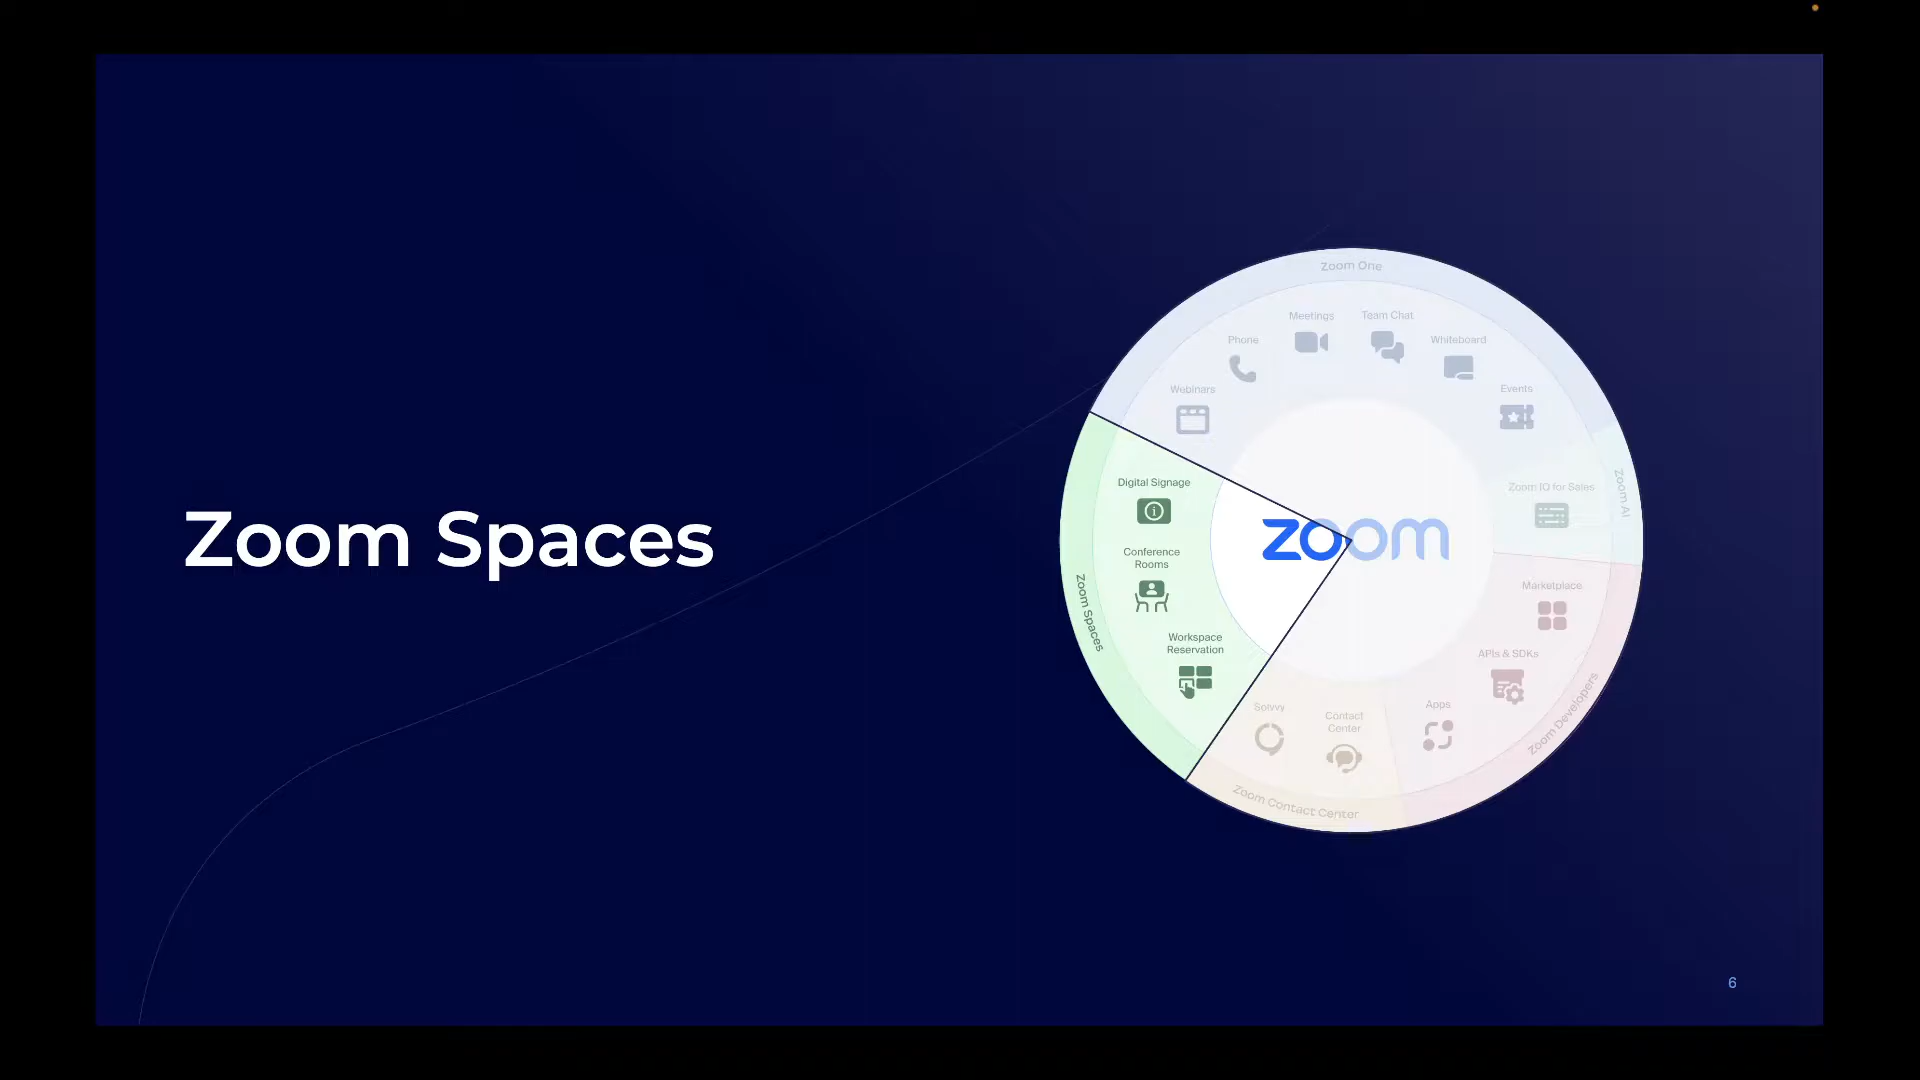 Zoom Spaces
Zoom One
Meetings
Team Chat
Phone
Whiteboard
Webinars
Events
Digital Signage
Zoom IQ for Sales
Zoom AI
zoom
Conference
Rooms
Zoom Spaces
Marketplace
Workspace
Reservation
APIs & SDKs
Solvvy
Contact
Center
Apps
Zoom Developers
Zoom Contact Center
6